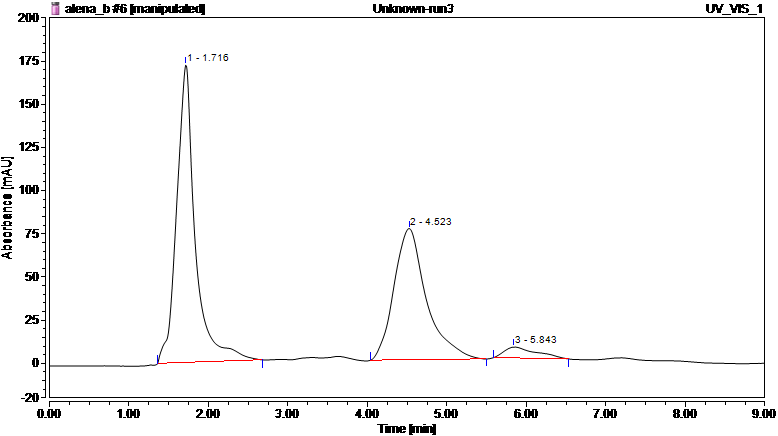 alena_b #6 [manipulated] Unknown-run3 UV_VIS_1
200
175
150
125
100
75
50
25
0
-20
Absorbance [mAU]
1 - 1.716
2 - 4.523
3 - 5.843
0.00 1.00 2.00 3.00 4.00 5.00 6.00 7.00 8.00 9.00
Time [min]